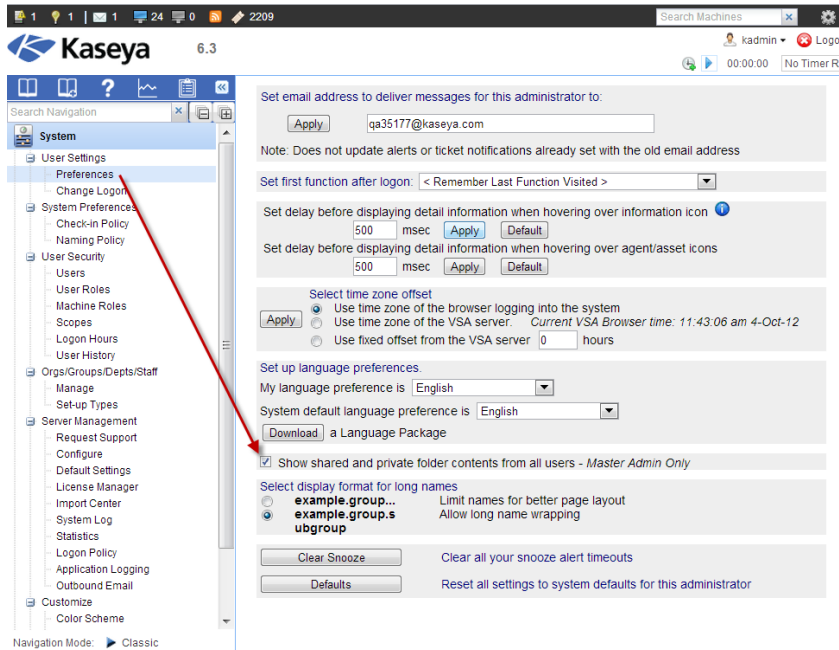 1 1 1 24 0 2209
Search Machines
Kaseya 6.3
kadmin Logo
00:00:00 No Timer R
Search Navigation
System
User Settings
Preferences
Change Logon
System Preferences
Check-in Policy
Naming Policy
User Security
Users
User Roles
Machine Roles
Scopes
Logon Hours
User History
Orgs/Groups/Depts/Staff
Manage
Set-up Types
Server Management
Request Support
Configure
Default Settings
License Manager
Import Center
System Log
Statistics
Logon Policy
Application Logging
Outbound Email
Customize
Color Scheme
Navigation Mode: Classic
Set email address to deliver messages for this administrator to:
Apply qa35177@kaseya.com
Note: Does not update alerts or ticket notifications already set with the old email address
Set first function after logon: < Remember Last Function Visited >
Set delay before displaying detail information when hovering over information icon
500 msec Apply Default
Set delay before displaying detail information when hovering over agent/asset icons
500 msec Apply Default
Select time zone offset
Use time zone of the browser logging into the system
Apply Use time zone of the VSA server. Current VSA Browser time: 11:43:06 am 4-Oct-12
Use fixed offset from the VSA server 0 hours
Set up language preferences.
My language preference is English
System default language preference is English
Download a Language Package
Show shared and private folder contents from all users - Master Admin Only
Select display format for long names
example.group... Limit names for better page layout
example.group.s Allow long name wrapping
ubgroup
Clear Snooze Clear all your snooze alert timeouts
Defaults Reset all settings to system defaults for this administrator